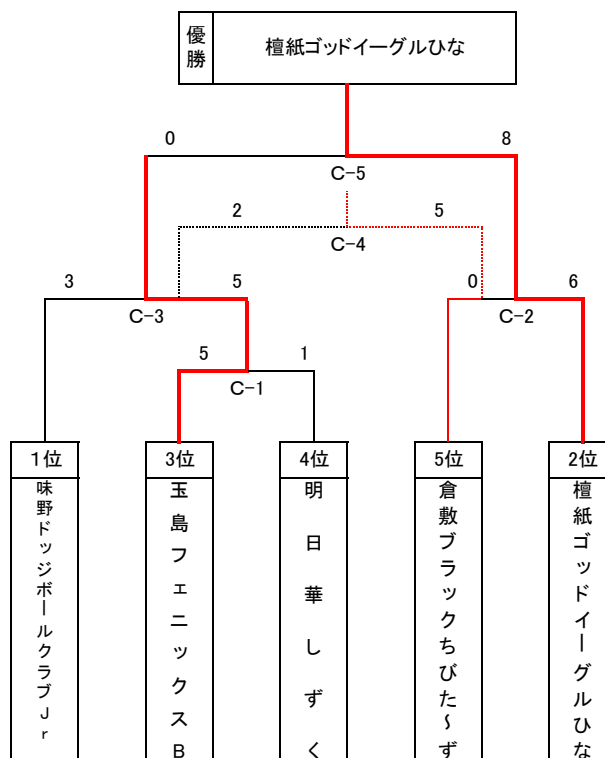 優勝
檀紙ゴッドイーグルひな
0
8
C-5
2
5
C-4
3
5
0
6
C-3
C-2
5
1
C-1
1位
3位
4位
5位
2位
味野ドッジボールクラブJr
玉島フェニックスB
明日華しずく
倉敷ブラックちびた~ず
檀紙ゴッドイーグルひな